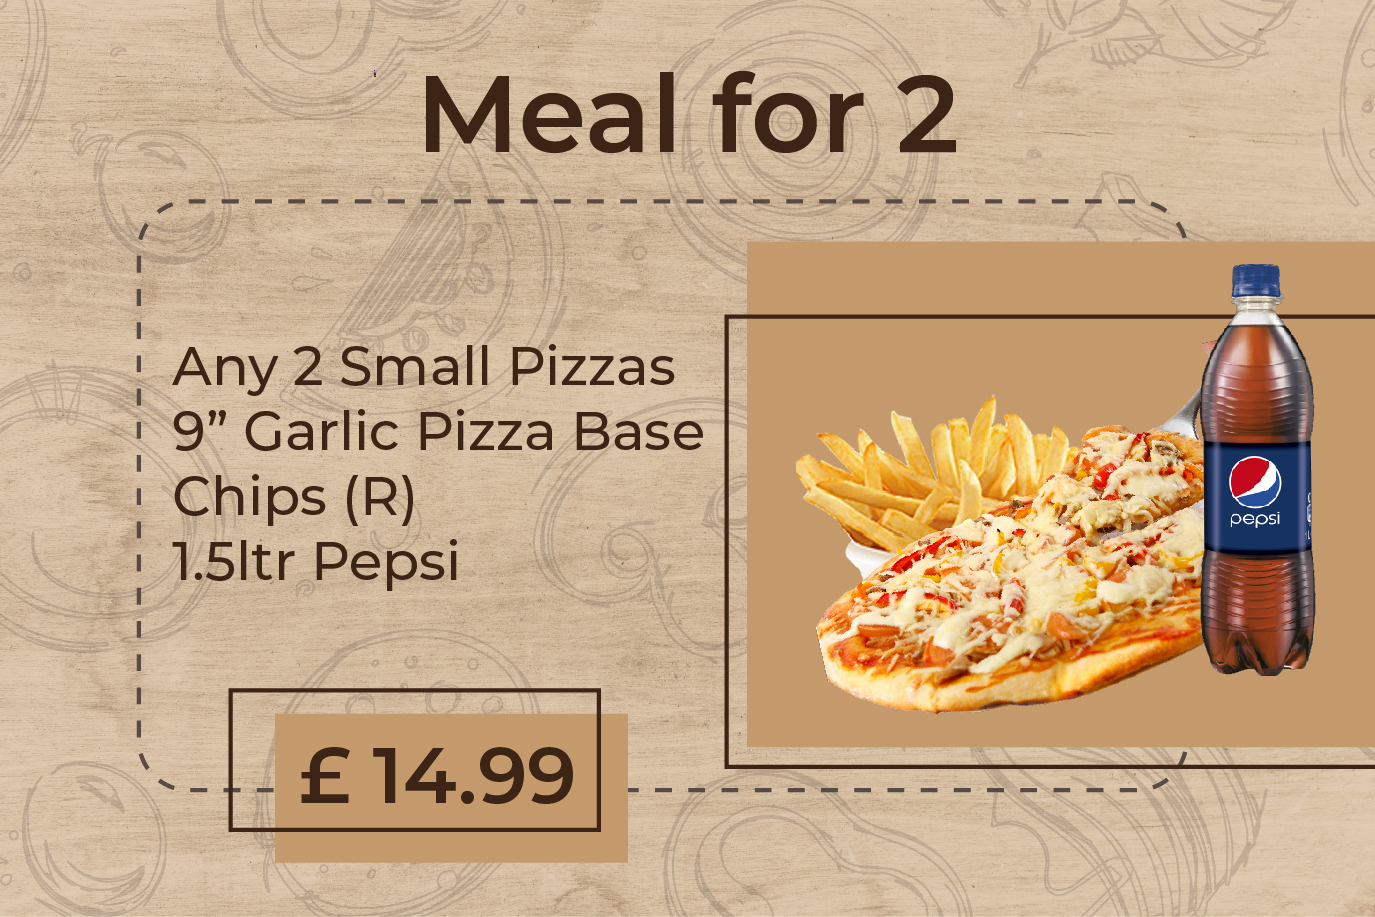 Meal for 2
Any 2 Small Pizzas
9” Garlic Pizza Base
Chips (R)
1.5ltr Pepsi
£ 14.99
pepsi